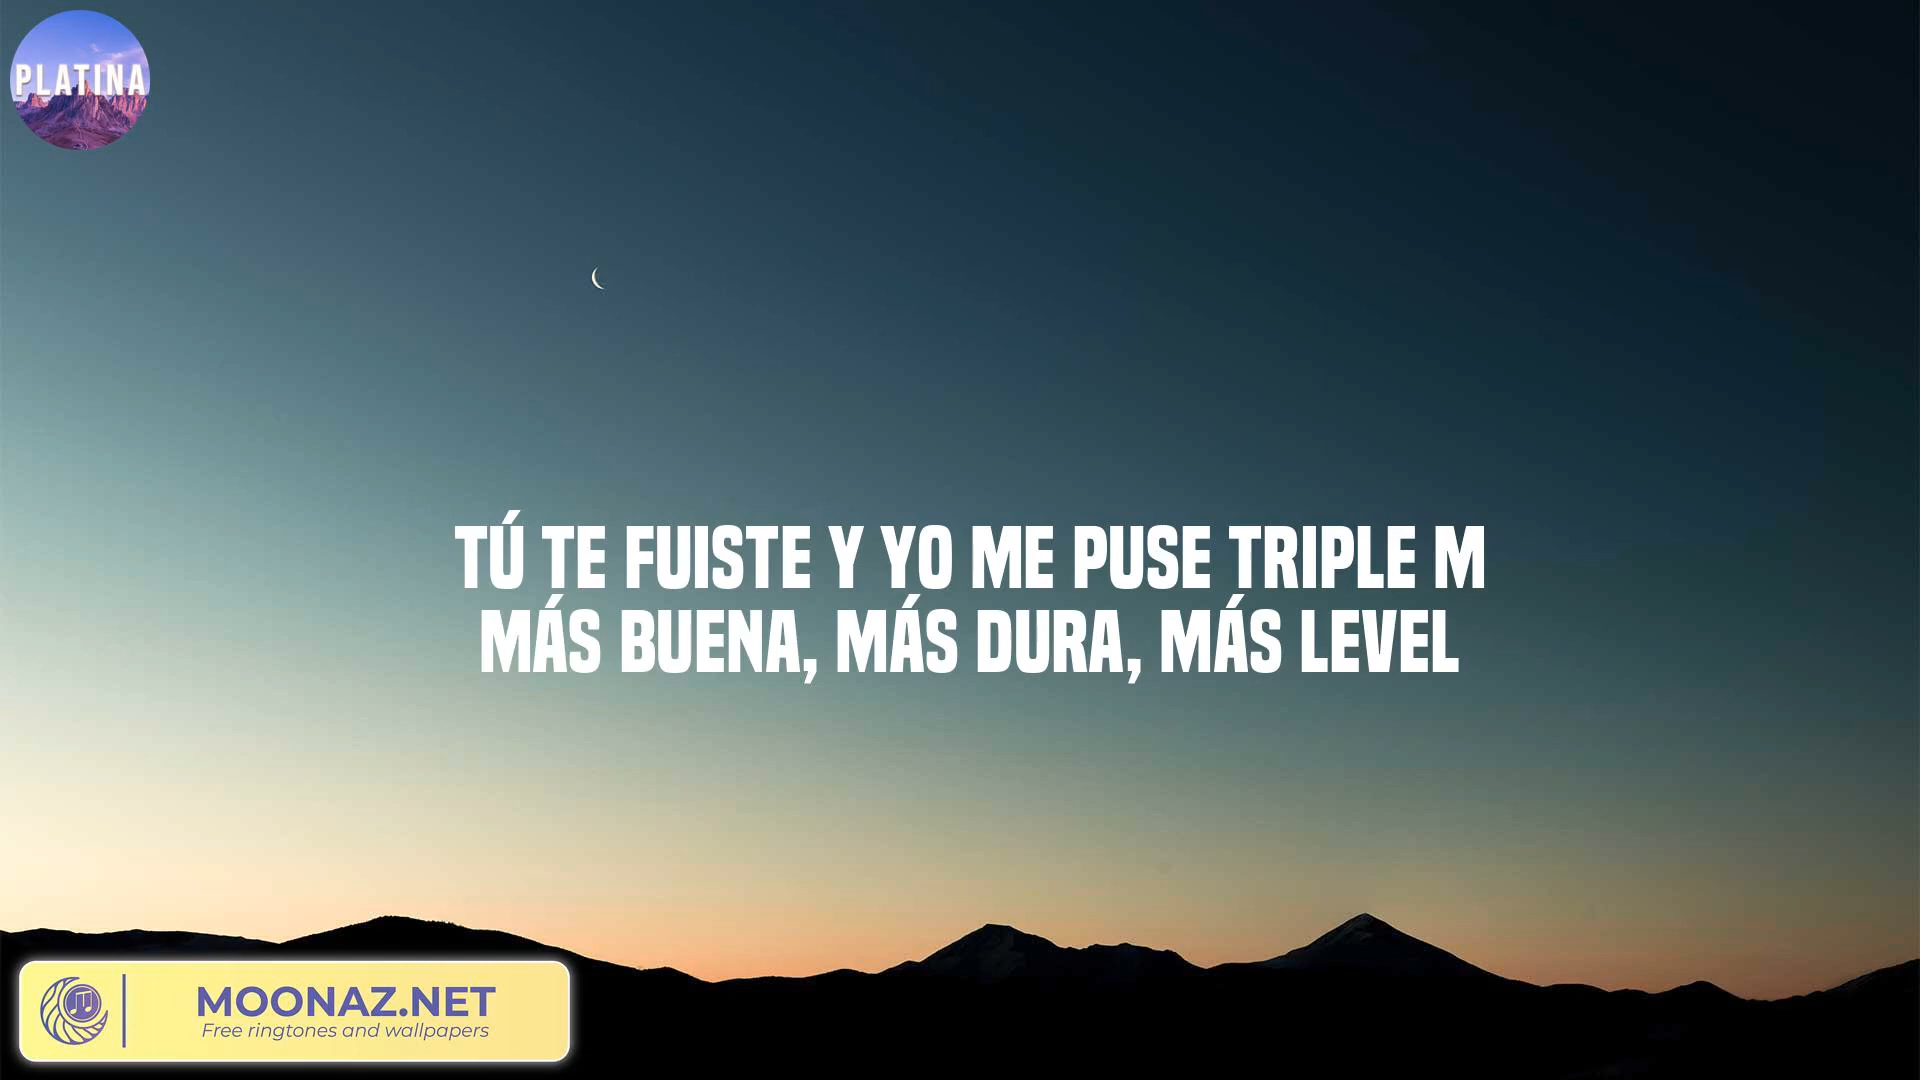 PLATINA
TÚ TE FUISTE Y YO ME PUSE TRIPLE M
MÁS BUENA, MÁS DURA, MÁS LEVEL
MOONAZ.NET
Free ringtones and wallpapers